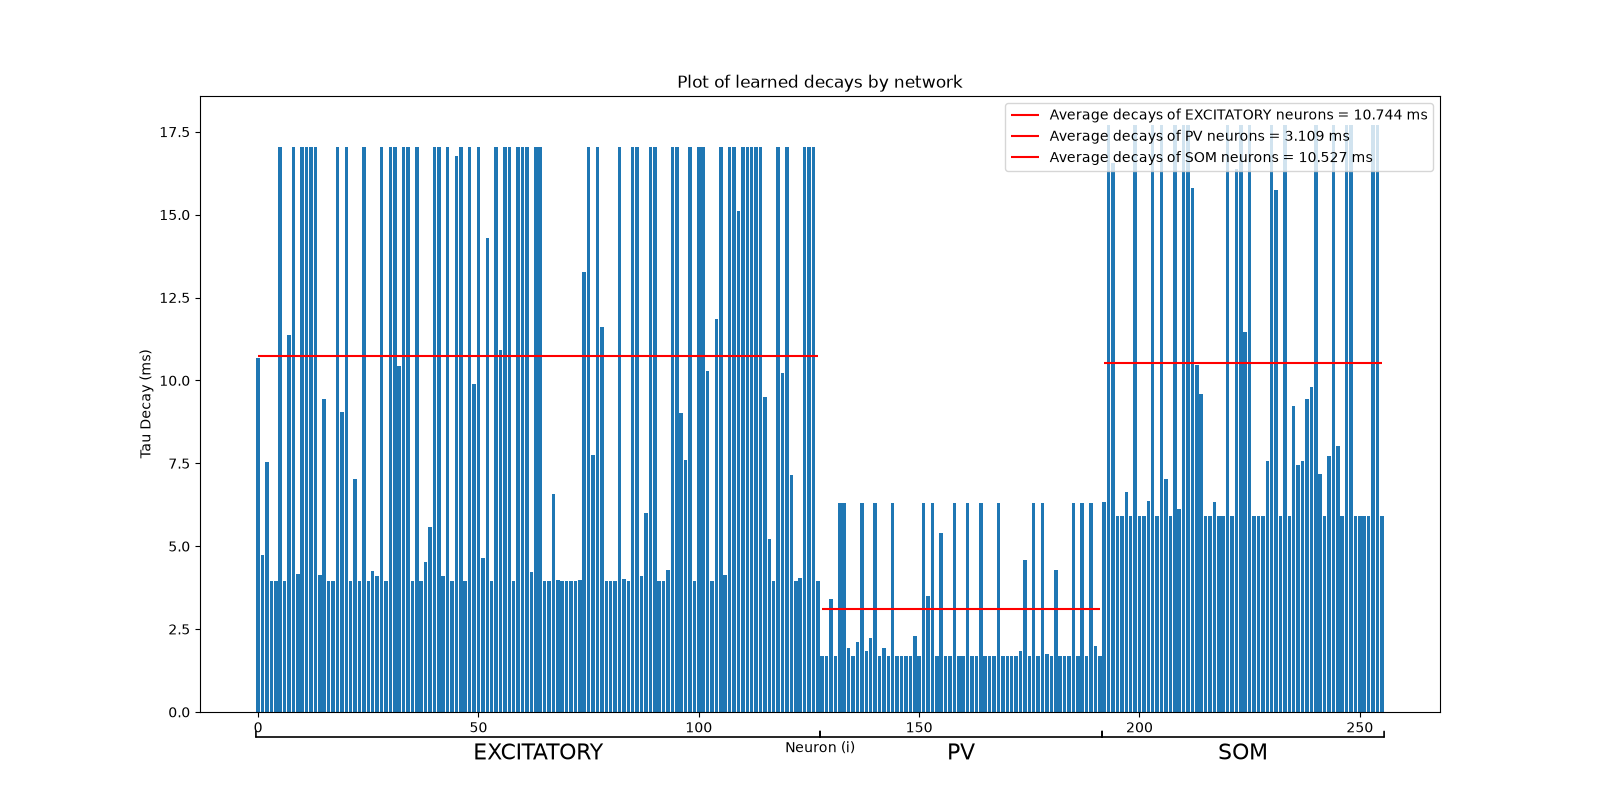 Plot of learned decays by network
Average decays of EXCITATORY neurons = 10.744 ms
Average decays of PV neurons = 3.109 ms
Average decays of SOM neurons = 10.527 ms
Tau Decay (ms)
17.5
15.0
12.5
10.0
7.5
5.0
2.5
0.0
0 50 100 150 200 250
Neuron (i)
EXCITATORY PV SOM